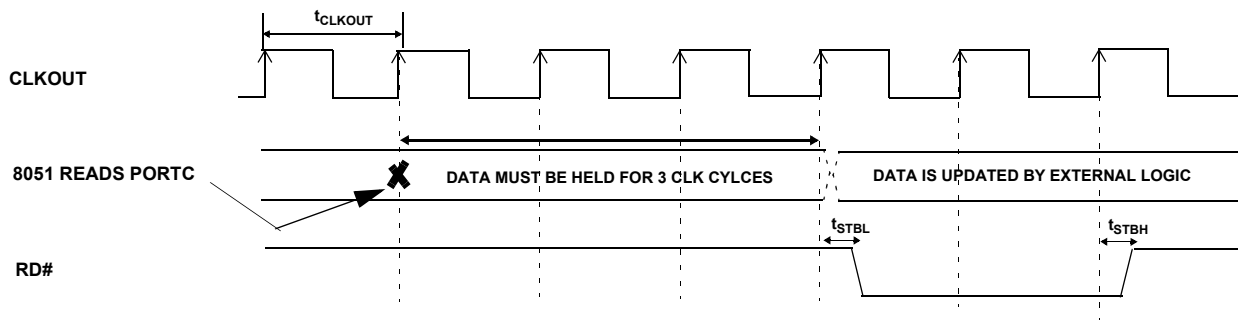 tCLKOUT
CLKOUT
8051 READS PORTC
DATA MUST BE HELD FOR 3 CLK CYLCES
DATA IS UPDATED BY EXTERNAL LOGIC
tSTBL
tSTBH
RD#